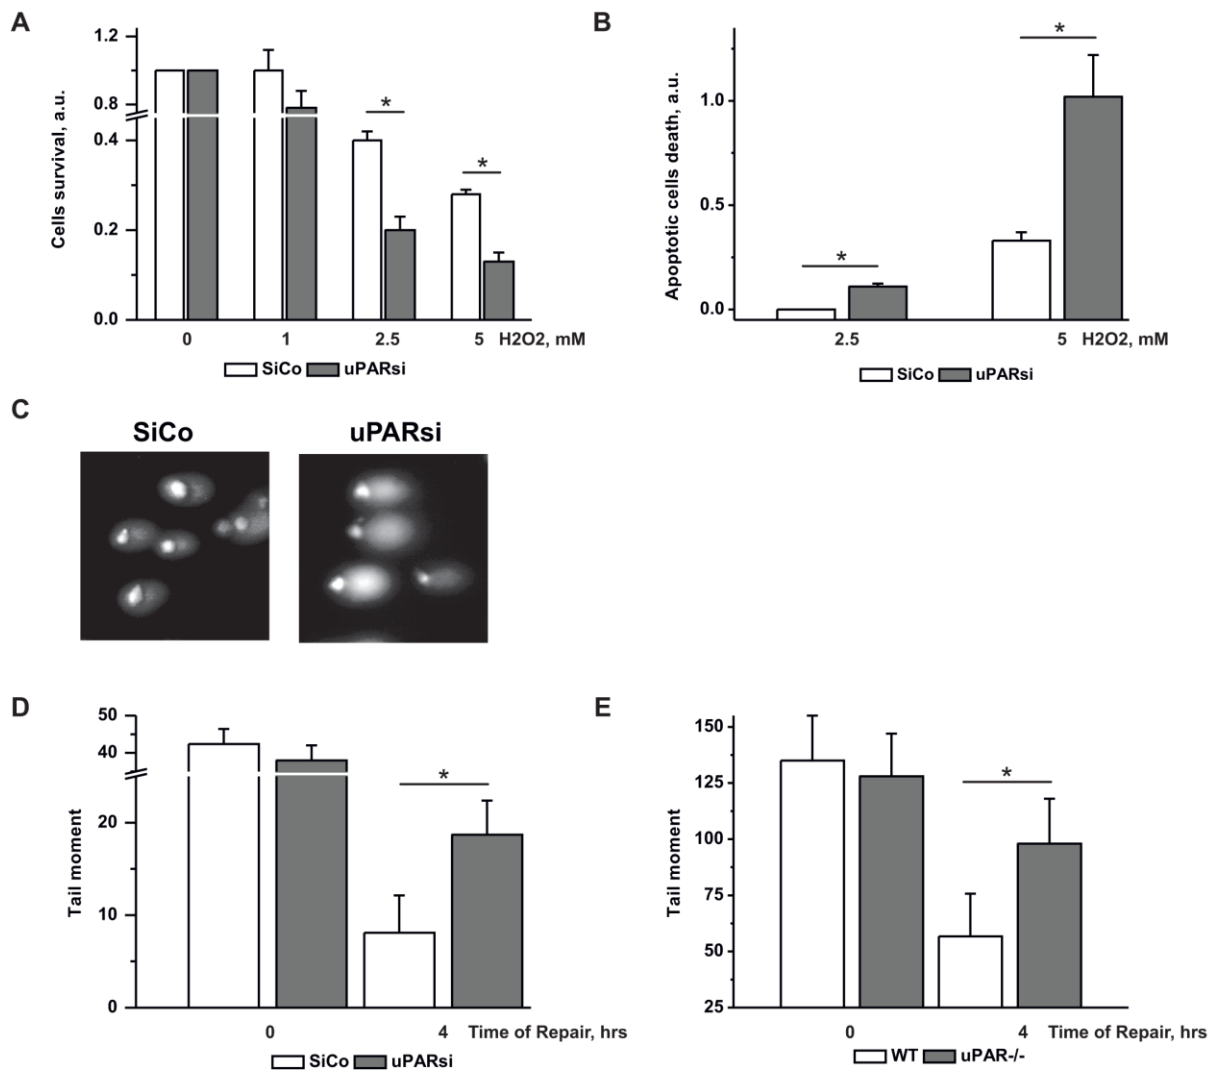 A
Cells survival, a.u.
1.2
0.8
0.4
0.2
0.0
*
*
0 1 2.5 5 H2O2, mM
SiCo uPARsi
B
Apoptotic cells death, a.u.
1.0
0.5
0.0
*
*
2.5 5 H2O2, mM
SiCo uPARsi
C
SiCo uPARsi
D
Tail moment
50
40
20
10
0
*
0 4 Time of Repair, hrs
SiCo uPARsi
E
Tail moment
150
125
100
75
50
25
*
0 4 Time of Repair, hrs
WT uPAR-/-